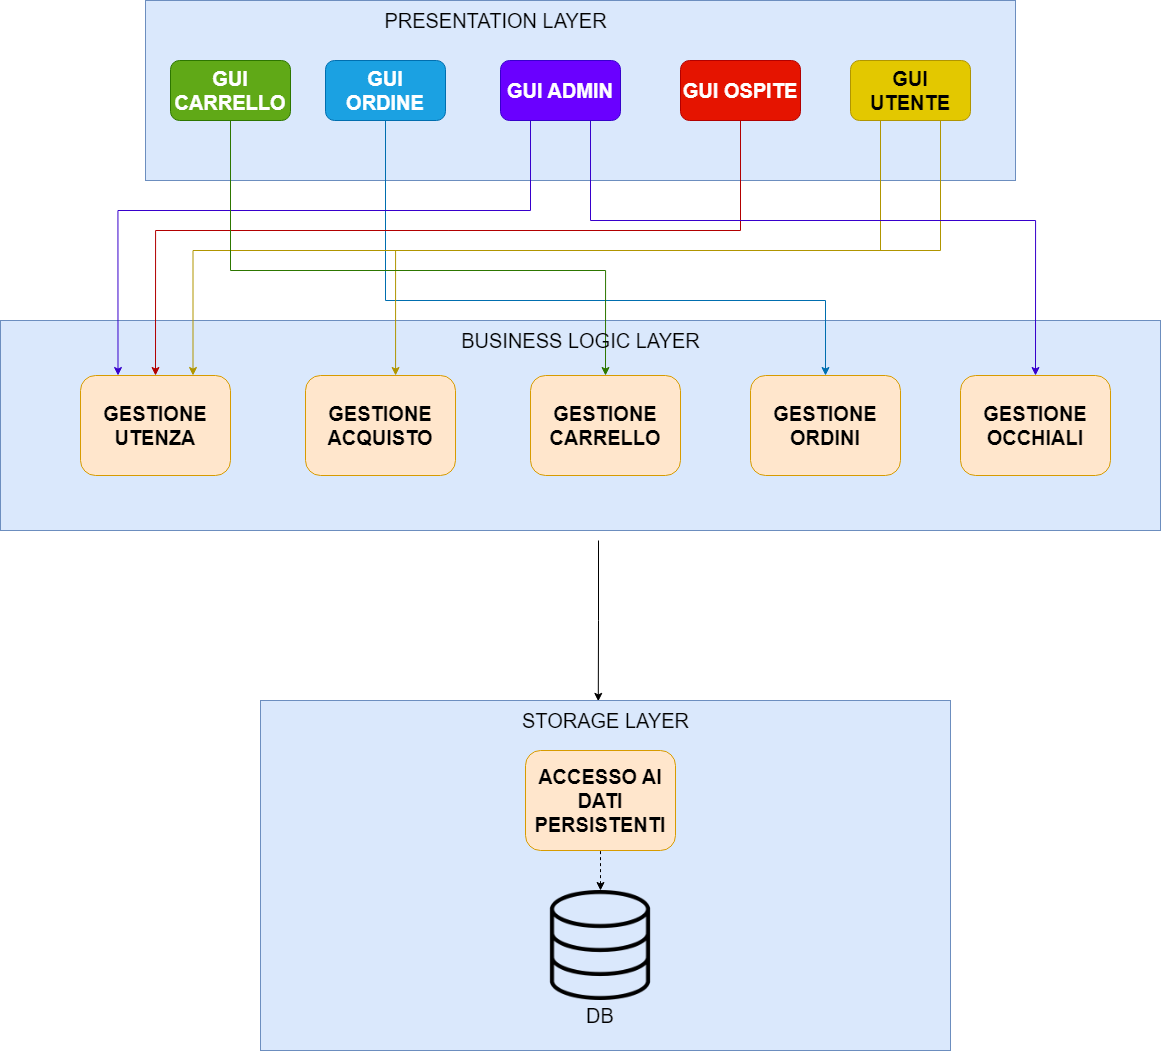 PRESENTATION LAYER
GUI
CARRELLO
GUI
ORDINE
GUI ADMIN
GUI OSPITE
GUI
UTENTE
BUSINESS LOGIC LAYER
GESTIONE
UTENZA
GESTIONE
ACQUISTO
GESTIONE
CARRELLO
GESTIONE
ORDINI
GESTIONE
OCCHIALI
STORAGE LAYER
ACCESSO AI
DATI
PERSISTENTI
DB